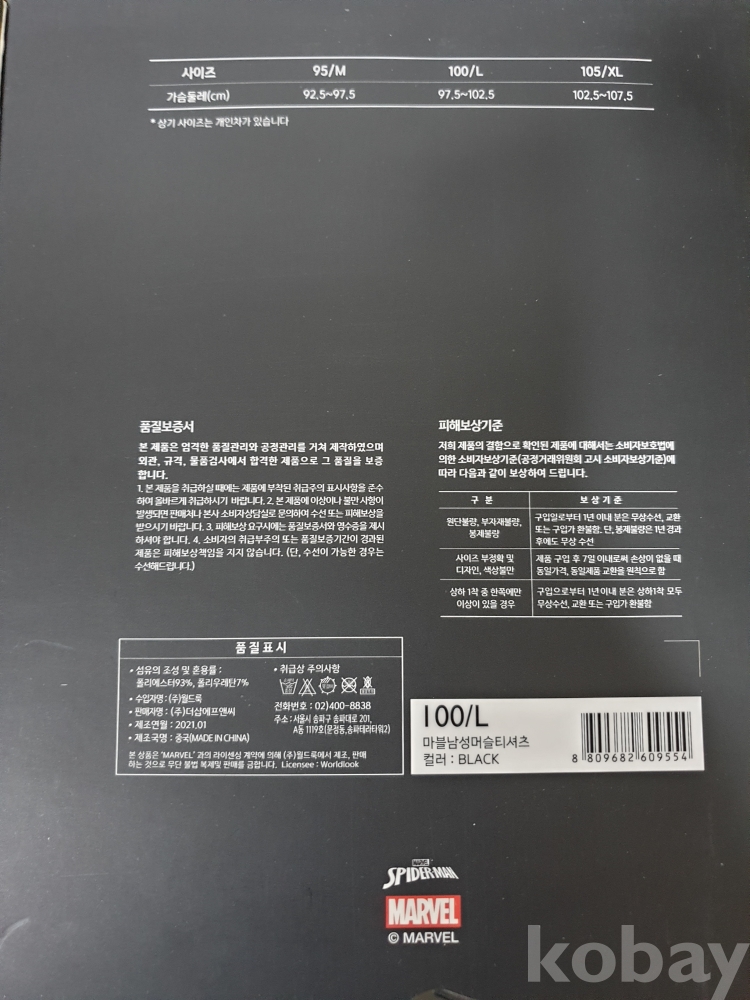 사이즈 95/M 100/L 105/XL
가슴둘레(cm) 92.5~97.5 97.5~102.5 102.5~107.5
* 상기 사이즈는 개인차가 있습니다
품질보증서
본 제품은 엄격한 품질관리와 공정관리를 거쳐 제작하였으며
외관, 규격, 물품검사에서 합격한 제품으로 그 품질을 보증
합니다.
1. 본 제품을 취급하실 때에는 제품에 부착된 취급주의 표시사항을 준수
하여 올바르게 취급하시기 바랍니다. 2. 본 제품에 이상이나 불만 사항이
발생되면 판매처나 본사 소비자상담실로 문의하여 수선 또는 피해보상을
받으시기 바랍니다. 3. 피해보상 요구시에는 품질보증서와 영수증을 제시
하셔야 합니다. 4. 소비자의 취급부주의 또는 품질보증기간이 경과된
제품은 피해보상책임을 지지 않습니다. (단, 수선이 가능한 경우는
수선해드립니다.)
피해보상기준
저희 제품의 결함으로 확인된 제품에 대해서는 소비자보호법에
의한 소비자보상기준(공정거래위원회 고시 소비자보상기준)에
따라 다음과 같이 보상하여 드립니다.
구 분 보 상 기 준
원단불량, 부자재불량,
봉제불량
구입일로부터 1년 이내 분은 무상수선, 교환
또는 구입가 환불함. 단, 봉제불량은 1년 경과
후에도 무상 수선
사이즈 부정확 및
디자인, 색상불만
제품 구입 후 7일 이내로써 손상이 없을 때
동일가격, 동일제품 교환을 원칙으로 함
상하 1착 중 한쪽에만
이상이 있을 경우
구입으로부터 1년 이내 분은 상하1착 모두
무상수선, 교환 또는 구입가 환불함
품질표시
• 섬유의 조성 및 혼용률 :
폴리에스터93%, 폴리우레탄7%
• 수입자명 : (주)월드룩
• 판매자명 : (주)더삽에프앤씨
• 제조연월 : 2021.01
• 제조국명 : 중국(MADE IN CHINA)
• 취급상 주의사항
전화번호 : 02)400-8838
주소 : 서울시 송파구 송파대로 201,
A동 1119호(문정동,송파테라타워2)
본 상품은 "MARVEL" 과의 라이센싱 계약에 의해 (주)월드룩에서 제조, 판매
하는 것으로 무단 불법 복제및 판매를 금합니다. Licensee : Worldlook
100/L
마블남성머슬티셔츠
컬러 : BLACK
8 809682 609554
MARVEL
SPIDER-MAN
MARVEL
© MARVEL
kobay